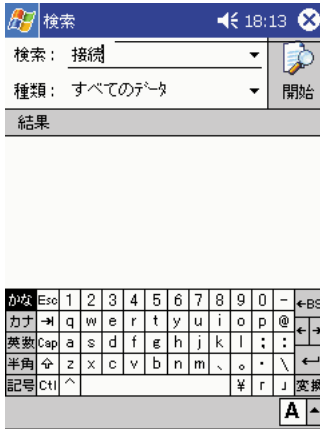 検索 18:13
検索： 接続
種類： すべてのデータ
開始
結果
かな Esc 1 2 3 4 5 6 7 8 9 0 - ←BS
カナ →| q w e r t y u i o p @
英数 Cap a s d f g h j k l ; : ← →
半角 z x c v b n m 、 。 ・ \ ↵
記号 Ctl ^ ¥ 「 」 変換
A